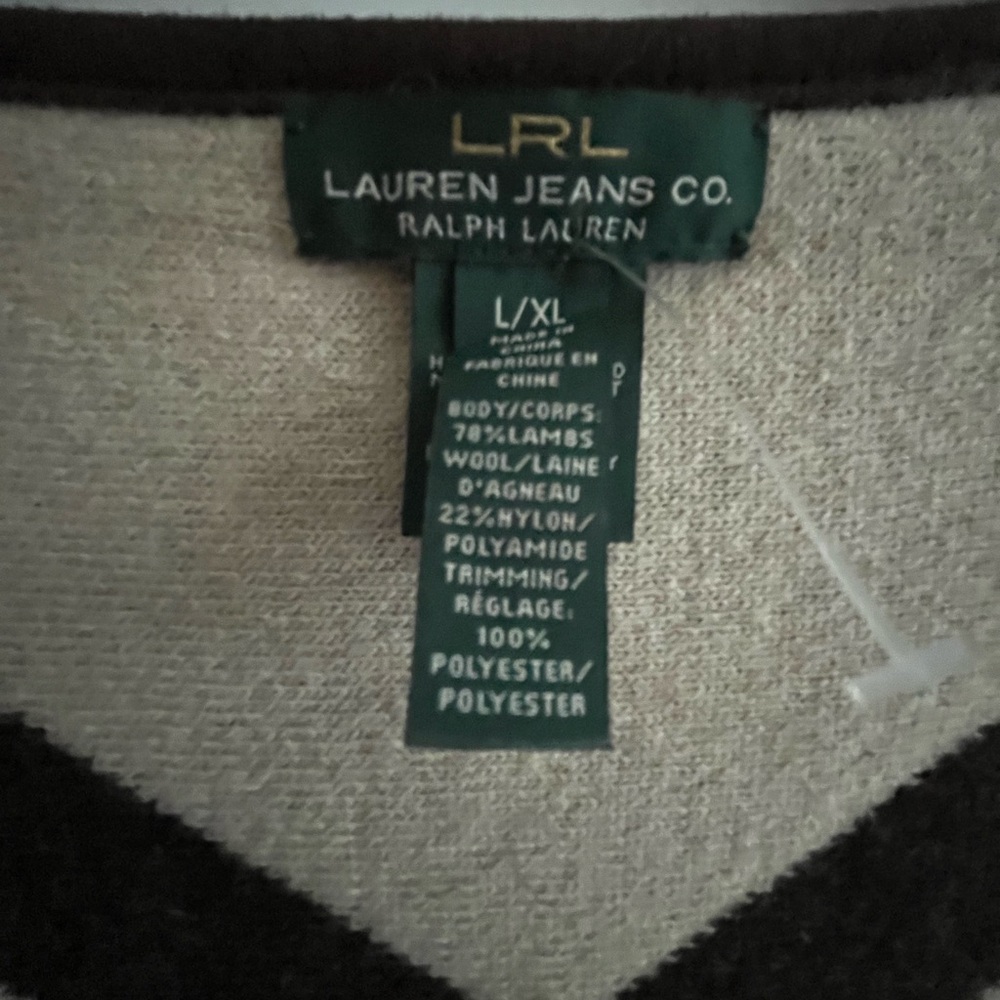 LRL
LAUREN JEANS CO.
RALPH LAUREN
L/XL
MADE IN
CHINA
FABRIQUE EN
CHINE
BODY/CORPS:
78%LAMBS
WOOL/LAINE
D'AGNEAU
22%NYLON/
POLYAMIDE
TRIMMING/
RÉGLAGE:
100%
POLYESTER/
POLYESTER